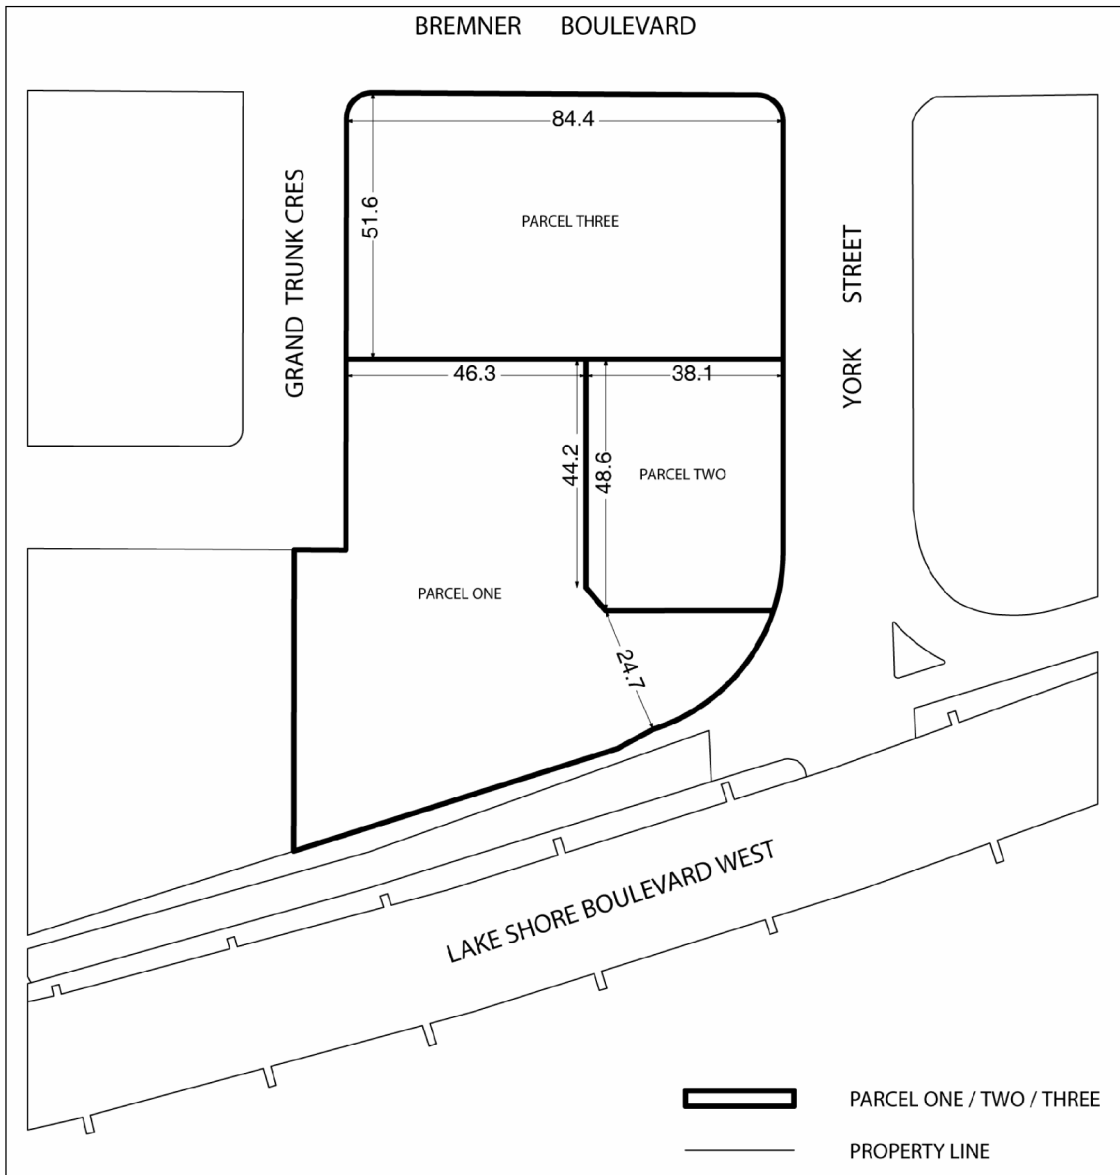 BREMNER BOULEVARD
84.4
51.6
PARCEL THREE
GRAND TRUNK CRES
YORK STREET
46.3
38.1
44.2
48.6
PARCEL TWO
PARCEL ONE
24.7
LAKE SHORE BOULEVARD WEST
PARCEL ONE / TWO / THREE
PROPERTY LINE